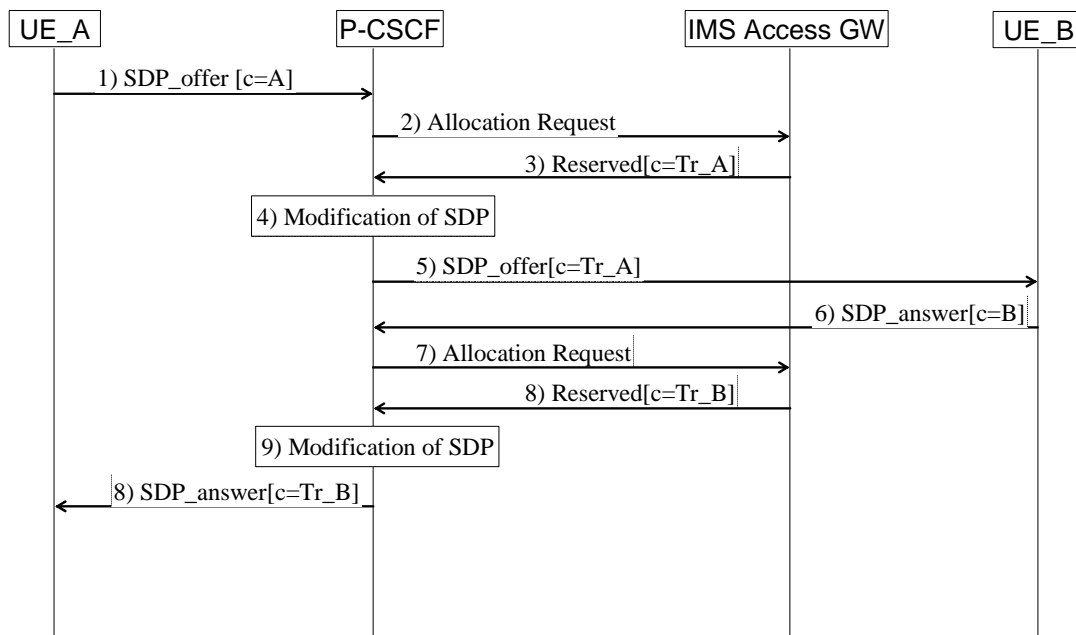 UE_A
P-CSCF
IMS Access GW
UE_B
1) SDP_offer [c=A]
2) Allocation Request
3) Reserved[c=Tr_A]
4) Modification of SDP
5) SDP_offer[c=Tr_A]
6) SDP_answer[c=B]
7) Allocation Request
8) Reserved[c=Tr_B]
9) Modification of SDP
8) SDP_answer[c=Tr_B]